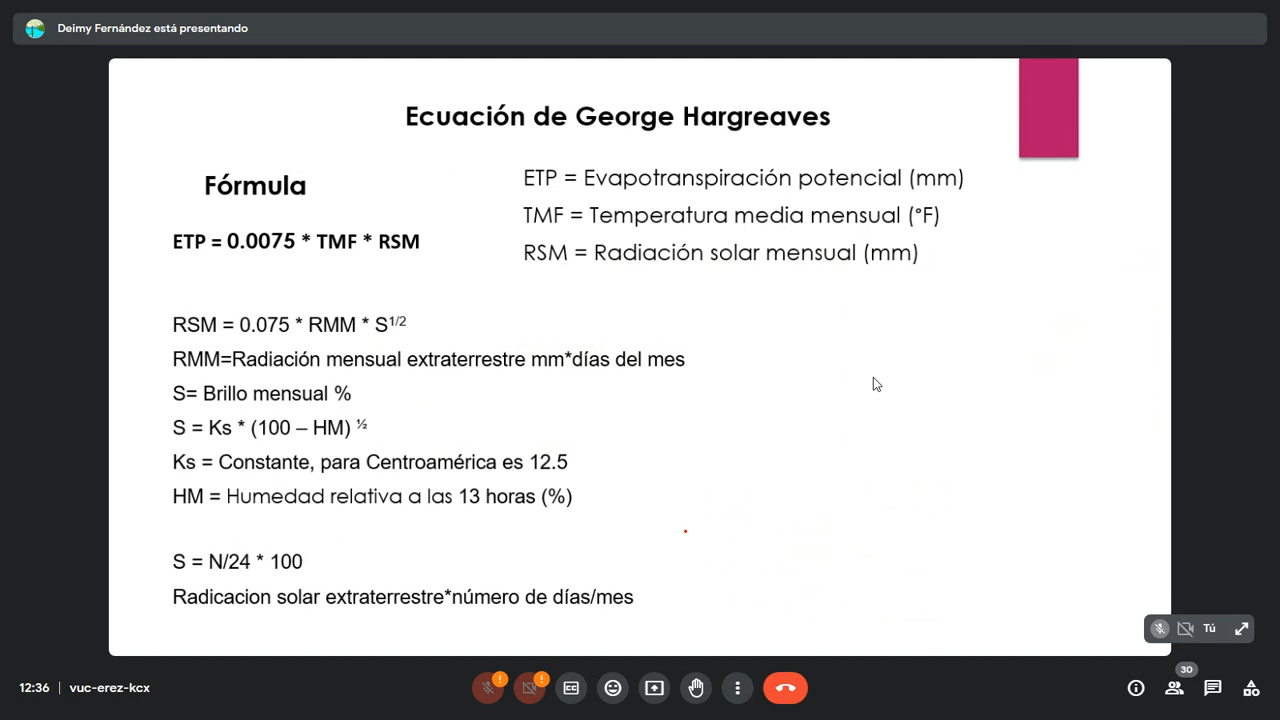 Deimy Fernández está presentando
Ecuación de George Hargreaves
Fórmula
ETP = 0.0075 * TMF * RSM
ETP = Evapotranspiración potencial (mm)
TMF = Temperatura media mensual (°F)
RSM = Radiación solar mensual (mm)
RSM = 0.075 * RMM * S^1/2
RMM=Radiación mensual extraterrestre mm*días del mes
S= Brillo mensual %
S = Ks * (100 – HM) ½
Ks = Constante, para Centroamérica es 12.5
HM = Humedad relativa a las 13 horas (%)
S = N/24 * 100
Radicacion solar extraterrestre*número de días/mes
Tú
12:36 | vuc-erez-kcx
30